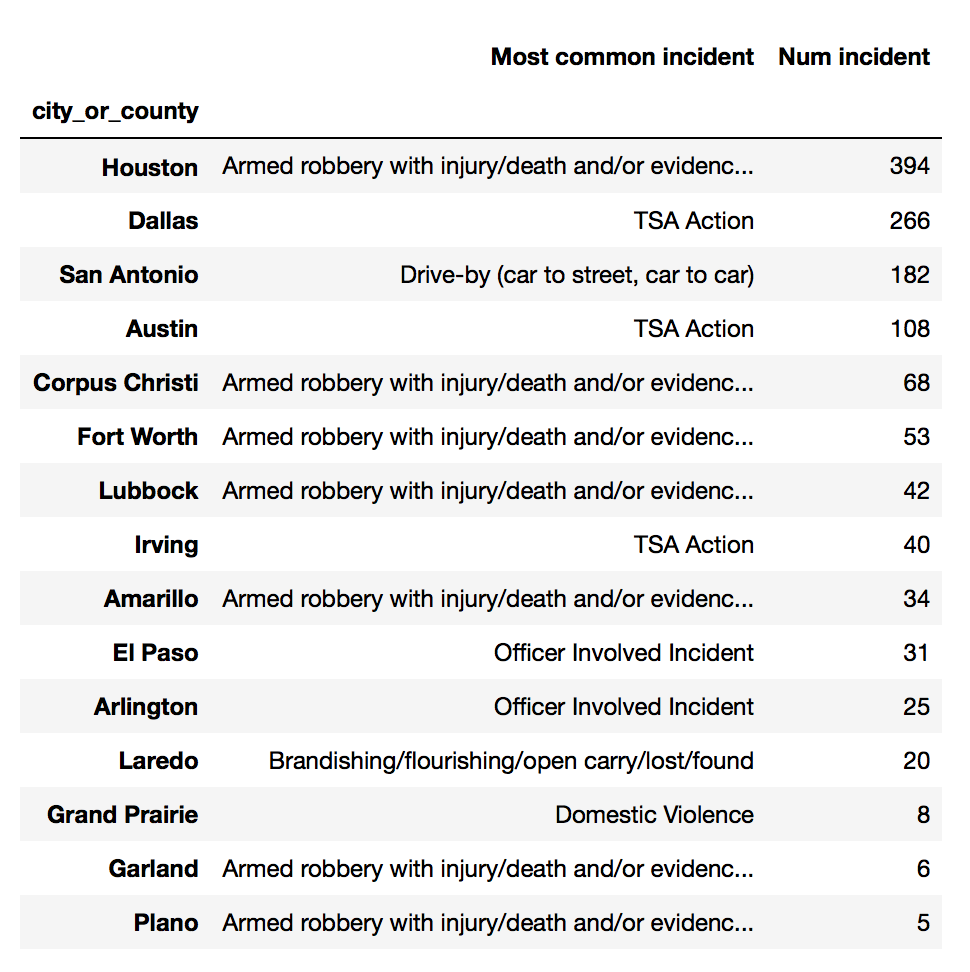 Most common incident Num incident
city_or_county
Houston Armed robbery with injury/death and/or evidenc... 394
Dallas TSA Action 266
San Antonio Drive-by (car to street, car to car) 182
Austin TSA Action 108
Corpus Christi Armed robbery with injury/death and/or evidenc... 68
Fort Worth Armed robbery with injury/death and/or evidenc... 53
Lubbock Armed robbery with injury/death and/or evidenc... 42
Irving TSA Action 40
Amarillo Armed robbery with injury/death and/or evidenc... 34
El Paso Officer Involved Incident 31
Arlington Officer Involved Incident 25
Laredo Brandishing/flourishing/open carry/lost/found 20
Grand Prairie Domestic Violence 8
Garland Armed robbery with injury/death and/or evidenc... 6
Plano Armed robbery with injury/death and/or evidenc... 5